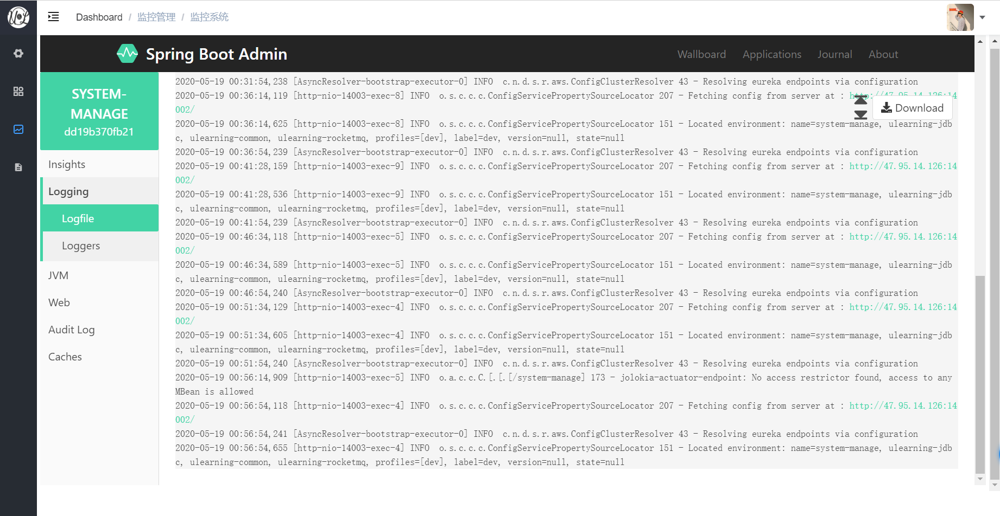 Dashboard / 监控管理 / 监控系统
Spring Boot Admin
Wallboard Applications Journal About
SYSTEM-
MANAGE
dd19b370fb21
Insights
Logging
Logfile
Loggers
JVM
Web
Audit Log
Caches
Download
2020-05-19 00:31:54,238 [AsyncResolver-bootstrap-executor-0] INFO  c.n.d.s.r.aws.ConfigClusterResolver 43 - Resolving eureka endpoints via configuration
2020-05-19 00:36:14,119 [http-nio-14003-exec-8] INFO  o.s.c.c.c.ConfigServicePropertySourceLocator 207 - Fetching config from server at : http://47.95.14.126:14
002/
2020-05-19 00:36:14,625 [http-nio-14003-exec-8] INFO  o.s.c.c.c.ConfigServicePropertySourceLocator 151 - Located environment: name=system-manage, ulearning-jdb
c, ulearning-common, ulearning-rocketmq, profiles=[dev], label=dev, version=null, state=null
2020-05-19 00:36:54,239 [AsyncResolver-bootstrap-executor-0] INFO  c.n.d.s.r.aws.ConfigClusterResolver 43 - Resolving eureka endpoints via configuration
2020-05-19 00:41:28,159 [http-nio-14003-exec-9] INFO  o.s.c.c.c.ConfigServicePropertySourceLocator 207 - Fetching config from server at : http://47.95.14.126:14
002/
2020-05-19 00:41:28,536 [http-nio-14003-exec-9] INFO  o.s.c.c.c.ConfigServicePropertySourceLocator 151 - Located environment: name=system-manage, ulearning-jdb
c, ulearning-common, ulearning-rocketmq, profiles=[dev], label=dev, version=null, state=null
2020-05-19 00:41:54,239 [AsyncResolver-bootstrap-executor-0] INFO  c.n.d.s.r.aws.ConfigClusterResolver 43 - Resolving eureka endpoints via configuration
2020-05-19 00:46:34,118 [http-nio-14003-exec-5] INFO  o.s.c.c.c.ConfigServicePropertySourceLocator 207 - Fetching config from server at : http://47.95.14.126:14
002/
2020-05-19 00:46:34,589 [http-nio-14003-exec-5] INFO  o.s.c.c.c.ConfigServicePropertySourceLocator 151 - Located environment: name=system-manage, ulearning-jdb
c, ulearning-common, ulearning-rocketmq, profiles=[dev], label=dev, version=null, state=null
2020-05-19 00:46:54,240 [AsyncResolver-bootstrap-executor-0] INFO  c.n.d.s.r.aws.ConfigClusterResolver 43 - Resolving eureka endpoints via configuration
2020-05-19 00:51:34,129 [http-nio-14003-exec-4] INFO  o.s.c.c.c.ConfigServicePropertySourceLocator 207 - Fetching config from server at : http://47.95.14.126:14
002/
2020-05-19 00:51:34,605 [http-nio-14003-exec-4] INFO  o.s.c.c.c.ConfigServicePropertySourceLocator 151 - Located environment: name=system-manage, ulearning-jdb
c, ulearning-common, ulearning-rocketmq, profiles=[dev], label=dev, version=null, state=null
2020-05-19 00:51:54,240 [AsyncResolver-bootstrap-executor-0] INFO  c.n.d.s.r.aws.ConfigClusterResolver 43 - Resolving eureka endpoints via configuration
2020-05-19 00:56:14,909 [http-nio-14003-exec-5] INFO  o.a.c.c.C.[.[.[/system-manage] 173 - jolokia-actuator-endpoint: No access restrictor found, access to any
MBean is allowed
2020-05-19 00:56:54,118 [http-nio-14003-exec-4] INFO  o.s.c.c.c.ConfigServicePropertySourceLocator 207 - Fetching config from server at : http://47.95.14.126:14
002/
2020-05-19 00:56:54,241 [AsyncResolver-bootstrap-executor-0] INFO  c.n.d.s.r.aws.ConfigClusterResolver 43 - Resolving eureka endpoints via configuration
2020-05-19 00:56:54,655 [http-nio-14003-exec-4] INFO  o.s.c.c.c.ConfigServicePropertySourceLocator 151 - Located environment: name=system-manage, ulearning-jdb
c, ulearning-common, ulearning-rocketmq, profiles=[dev], label=dev, version=null, state=null